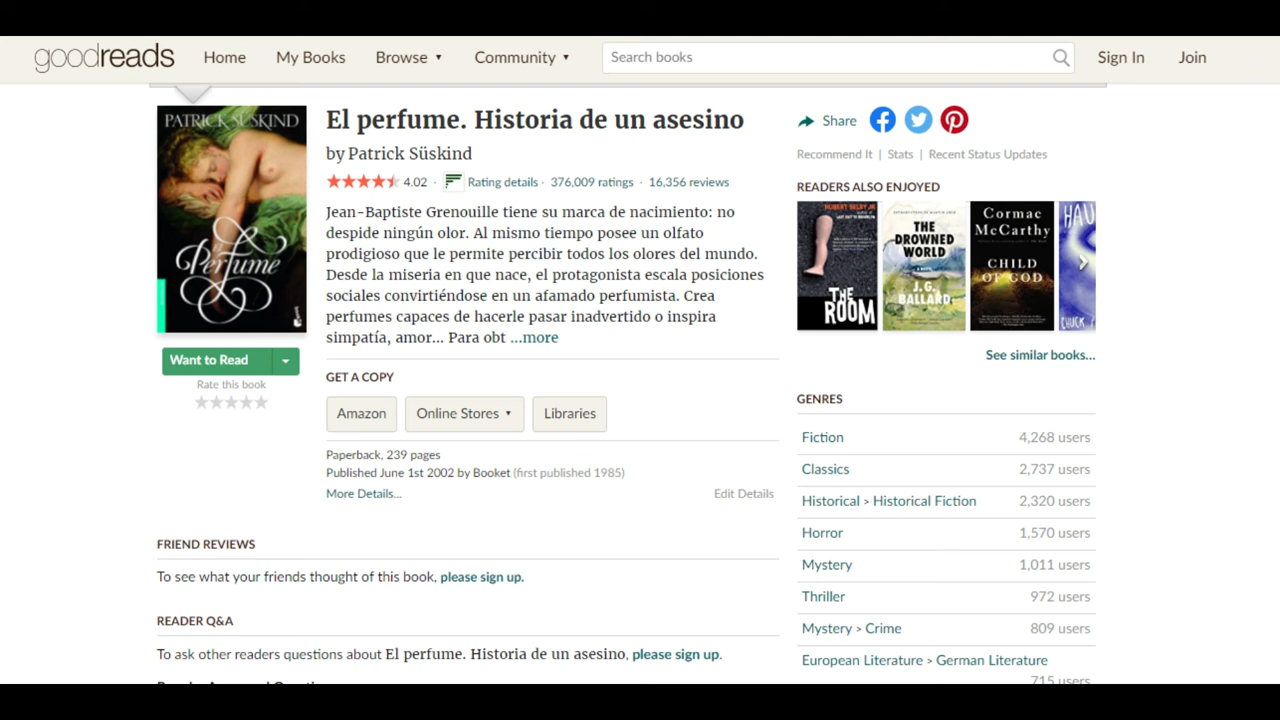 goodreads Home My Books Browse ▾ Community ▾ Search books Sign In Join
PATRICK SÜSKIND
El Perfume
Want to Read
Rate this book
El perfume. Historia de un asesino
by Patrick Süskind
4.02 · Rating details · 376,009 ratings · 16,356 reviews
Jean-Baptiste Grenouille tiene su marca de nacimiento: no
despide ningún olor. Al mismo tiempo posee un olfato
prodigioso que le permite percibir todos los olores del mundo.
Desde la miseria en que nace, el protagonista escala posiciones
sociales convirtiéndose en un afamado perfumista. Crea
perfumes capaces de hacerle pasar inadvertido o inspira
simpatía, amor... Para obt ...more
GET A COPY
Amazon Online Stores ▾ Libraries
Paperback, 239 pages
Published June 1st 2002 by Booket (first published 1985)
More Details... Edit Details
FRIEND REVIEWS
To see what your friends thought of this book, please sign up.
READER Q&A
To ask other readers questions about El perfume. Historia de un asesino, please sign up.
Share
Recommend It | Stats | Recent Status Updates
READERS ALSO ENJOYED
HUBERT SELBY JR
THE
ROOM
THE
DROWNED
WORLD
A NOVEL
J.G.
BALLARD
Cormac
McCarthy
CHILD
OF GOD
HAU
CHUCK
See similar books...
GENRES
Fiction 4,268 users
Classics 2,737 users
Historical > Historical Fiction 2,320 users
Horror 1,570 users
Mystery 1,011 users
Thriller 972 users
Mystery > Crime 809 users
European Literature > German Literature
715 users